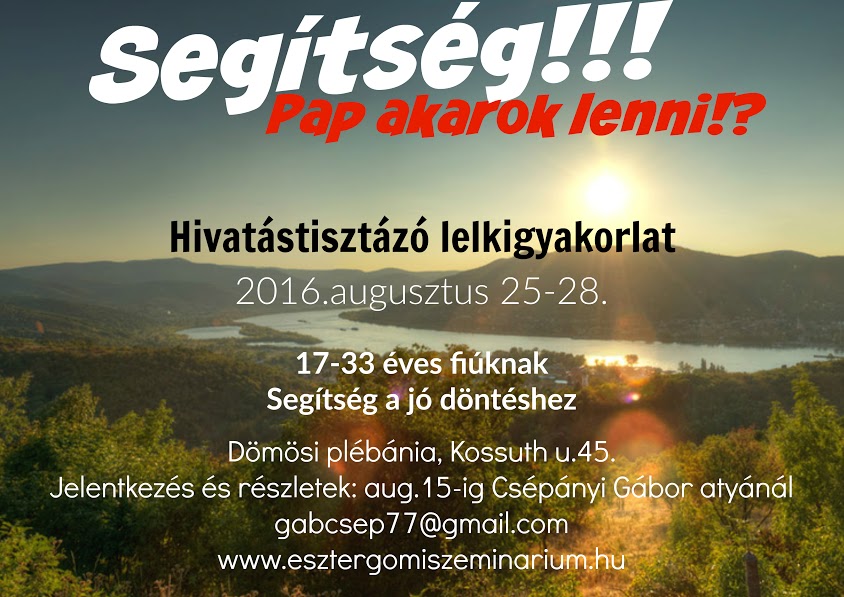 Segítség!!!
Pap akarok lenni!?
Hivatástisztázó lelkigyakorlat
2016.augusztus 25-28.
17-33 éves fiúknak
Segítség a jó döntéshez
Dömösi plébánia, Kossuth u.45.
Jelentkezés és részletek: aug.15-ig Csépányi Gábor atyánál
gabcsep77@gmail.com
www.esztergomiszeminarium.hu